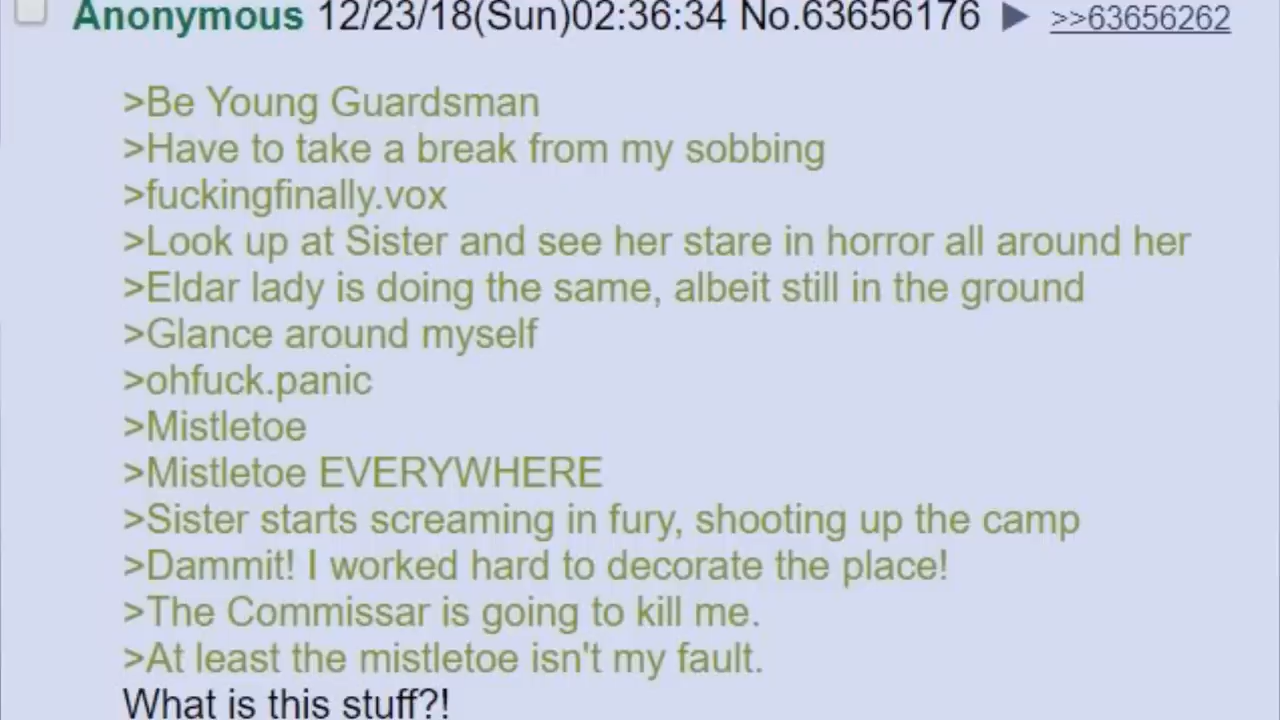 Anonymous 12/23/18(Sun)02:36:34 No.63656176 ▶ >>63656262
>Be Young Guardsman
>Have to take a break from my sobbing
>fuckingfinally.vox
>Look up at Sister and see her stare in horror all around her
>Eldar lady is doing the same, albeit still in the ground
>Glance around myself
>ohfuck.panic
>Mistletoe
>Mistletoe EVERYWHERE
>Sister starts screaming in fury, shooting up the camp
>Dammit! I worked hard to decorate the place!
>The Commissar is going to kill me.
>At least the mistletoe isn't my fault.
What is this stuff?!